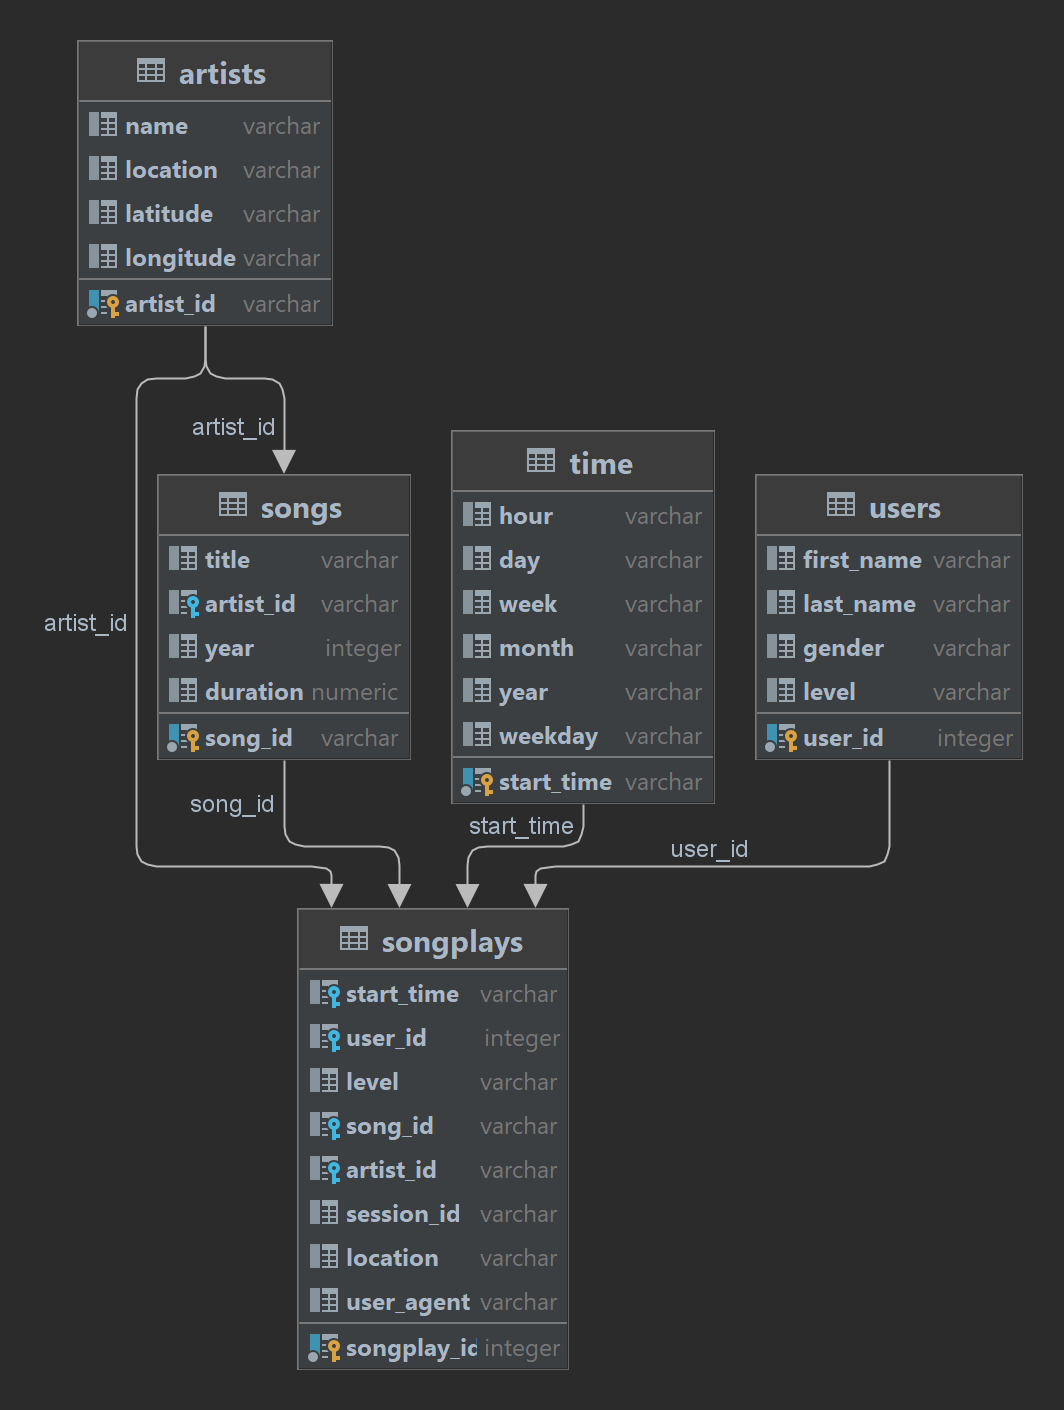 artists
name varchar
location varchar
latitude varchar
longitude varchar
artist_id varchar
artist_id
songs
title varchar
artist_id varchar
year integer
duration numeric
song_id varchar
time
hour varchar
day varchar
week varchar
month varchar
year varchar
weekday varchar
start_time varchar
users
first_name varchar
last_name varchar
gender varchar
level varchar
user_id integer
artist_id
song_id
start_time
user_id
songplays
start_time varchar
user_id integer
level varchar
song_id varchar
artist_id varchar
session_id varchar
location varchar
user_agent varchar
songplay_id integer